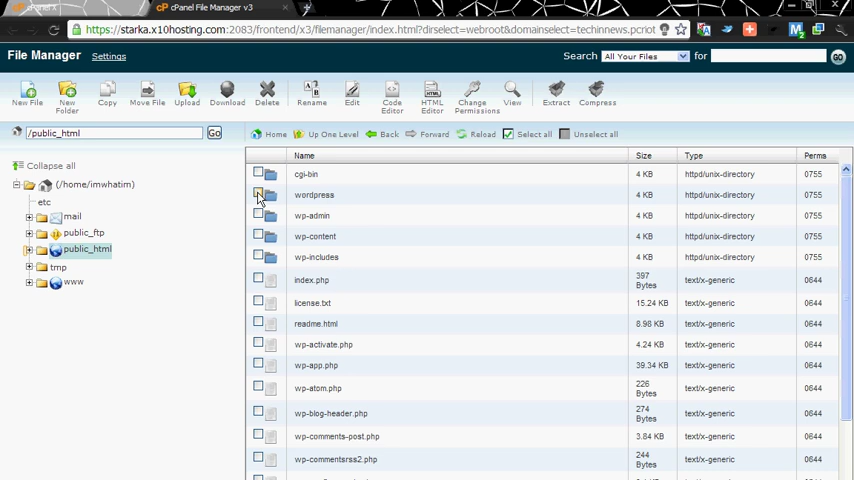 cPanel X
cPanel File Manager v3
https://starka.x10hosting.com:2083/frontend/x3/filemanager/index.html?dirselect=webroot&domainselect=techinnews.pcriot
File Manager Settings Search All Your Files for GO
New File
New Folder
Copy
Move File
Upload
Download
Delete
Rename
Edit
Code Editor
HTML Editor
Change Permissions
View
Extract
Compress
/public_html Go
Home Up One Level Back Forward Reload Select all Unselect all
Collapse all
(/home/imwhatim)
etc
mail
public_ftp
public_html
tmp
www
Name Size Type Perms
cgi-bin 4 KB httpd/unix-directory 0755
wordpress 4 KB httpd/unix-directory 0755
wp-admin 4 KB httpd/unix-directory 0755
wp-content 4 KB httpd/unix-directory 0755
wp-includes 4 KB httpd/unix-directory 0755
index.php 397 Bytes text/x-generic 0644
license.txt 15.24 KB text/x-generic 0644
readme.html 8.98 KB text/x-generic 0644
wp-activate.php 4.24 KB text/x-generic 0644
wp-app.php 39.34 KB text/x-generic 0644
wp-atom.php 226 Bytes text/x-generic 0644
wp-blog-header.php 274 Bytes text/x-generic 0644
wp-comments-post.php 3.84 KB text/x-generic 0644
wp-commentsrss2.php 244 Bytes text/x-generic 0644